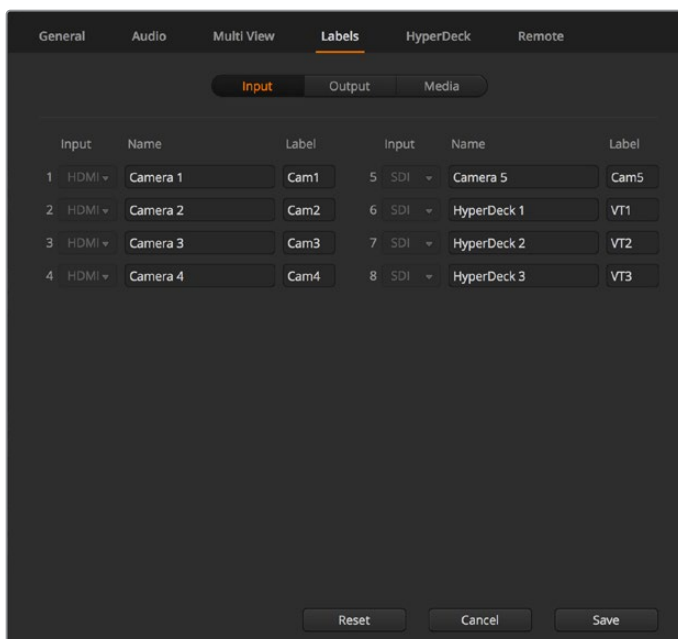 General Audio Multi View Labels HyperDeck Remote
Input Output Media
Input Name Label Input Name Label
1 HDMI Camera 1 Cam1 5 SDI Camera 5 Cam5
2 HDMI Camera 2 Cam2 6 SDI HyperDeck 1 VT1
3 HDMI Camera 3 Cam3 7 SDI HyperDeck 2 VT2
4 HDMI Camera 4 Cam4 8 SDI HyperDeck 3 VT3
Reset Cancel Save